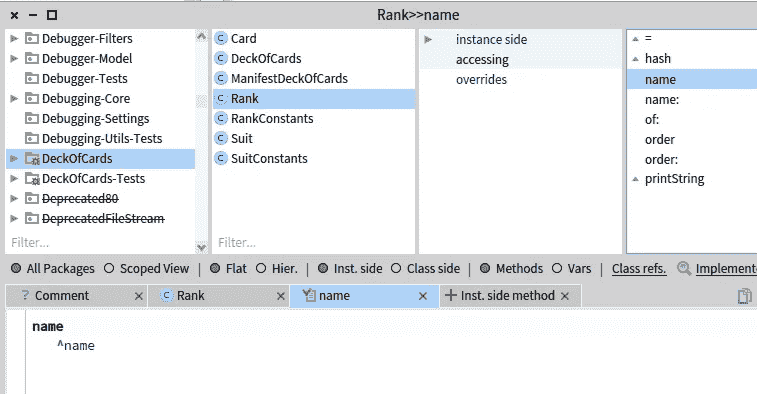 Rank>>name
Debugger-Filters
Debugger-Model
Debugger-Tests
Debugging-Core
Debugging-Settings
Debugging-Utils-Tests
DeckOfCards
DeckOfCards-Tests
Deprecated80
DeprecatedFileStream
Filter...
Card
DeckOfCards
ManifestDeckOfCards
Rank
RankConstants
Suit
SuitConstants
Filter...
instance side
accessing
overrides
=
hash
name
name:
of:
order
order:
printString
All Packages Scoped View | Flat Hier. | Inst. side Class side | Methods Vars | Class refs. Implement
? Comment × Rank × name × + Inst. side method ×
name
^name